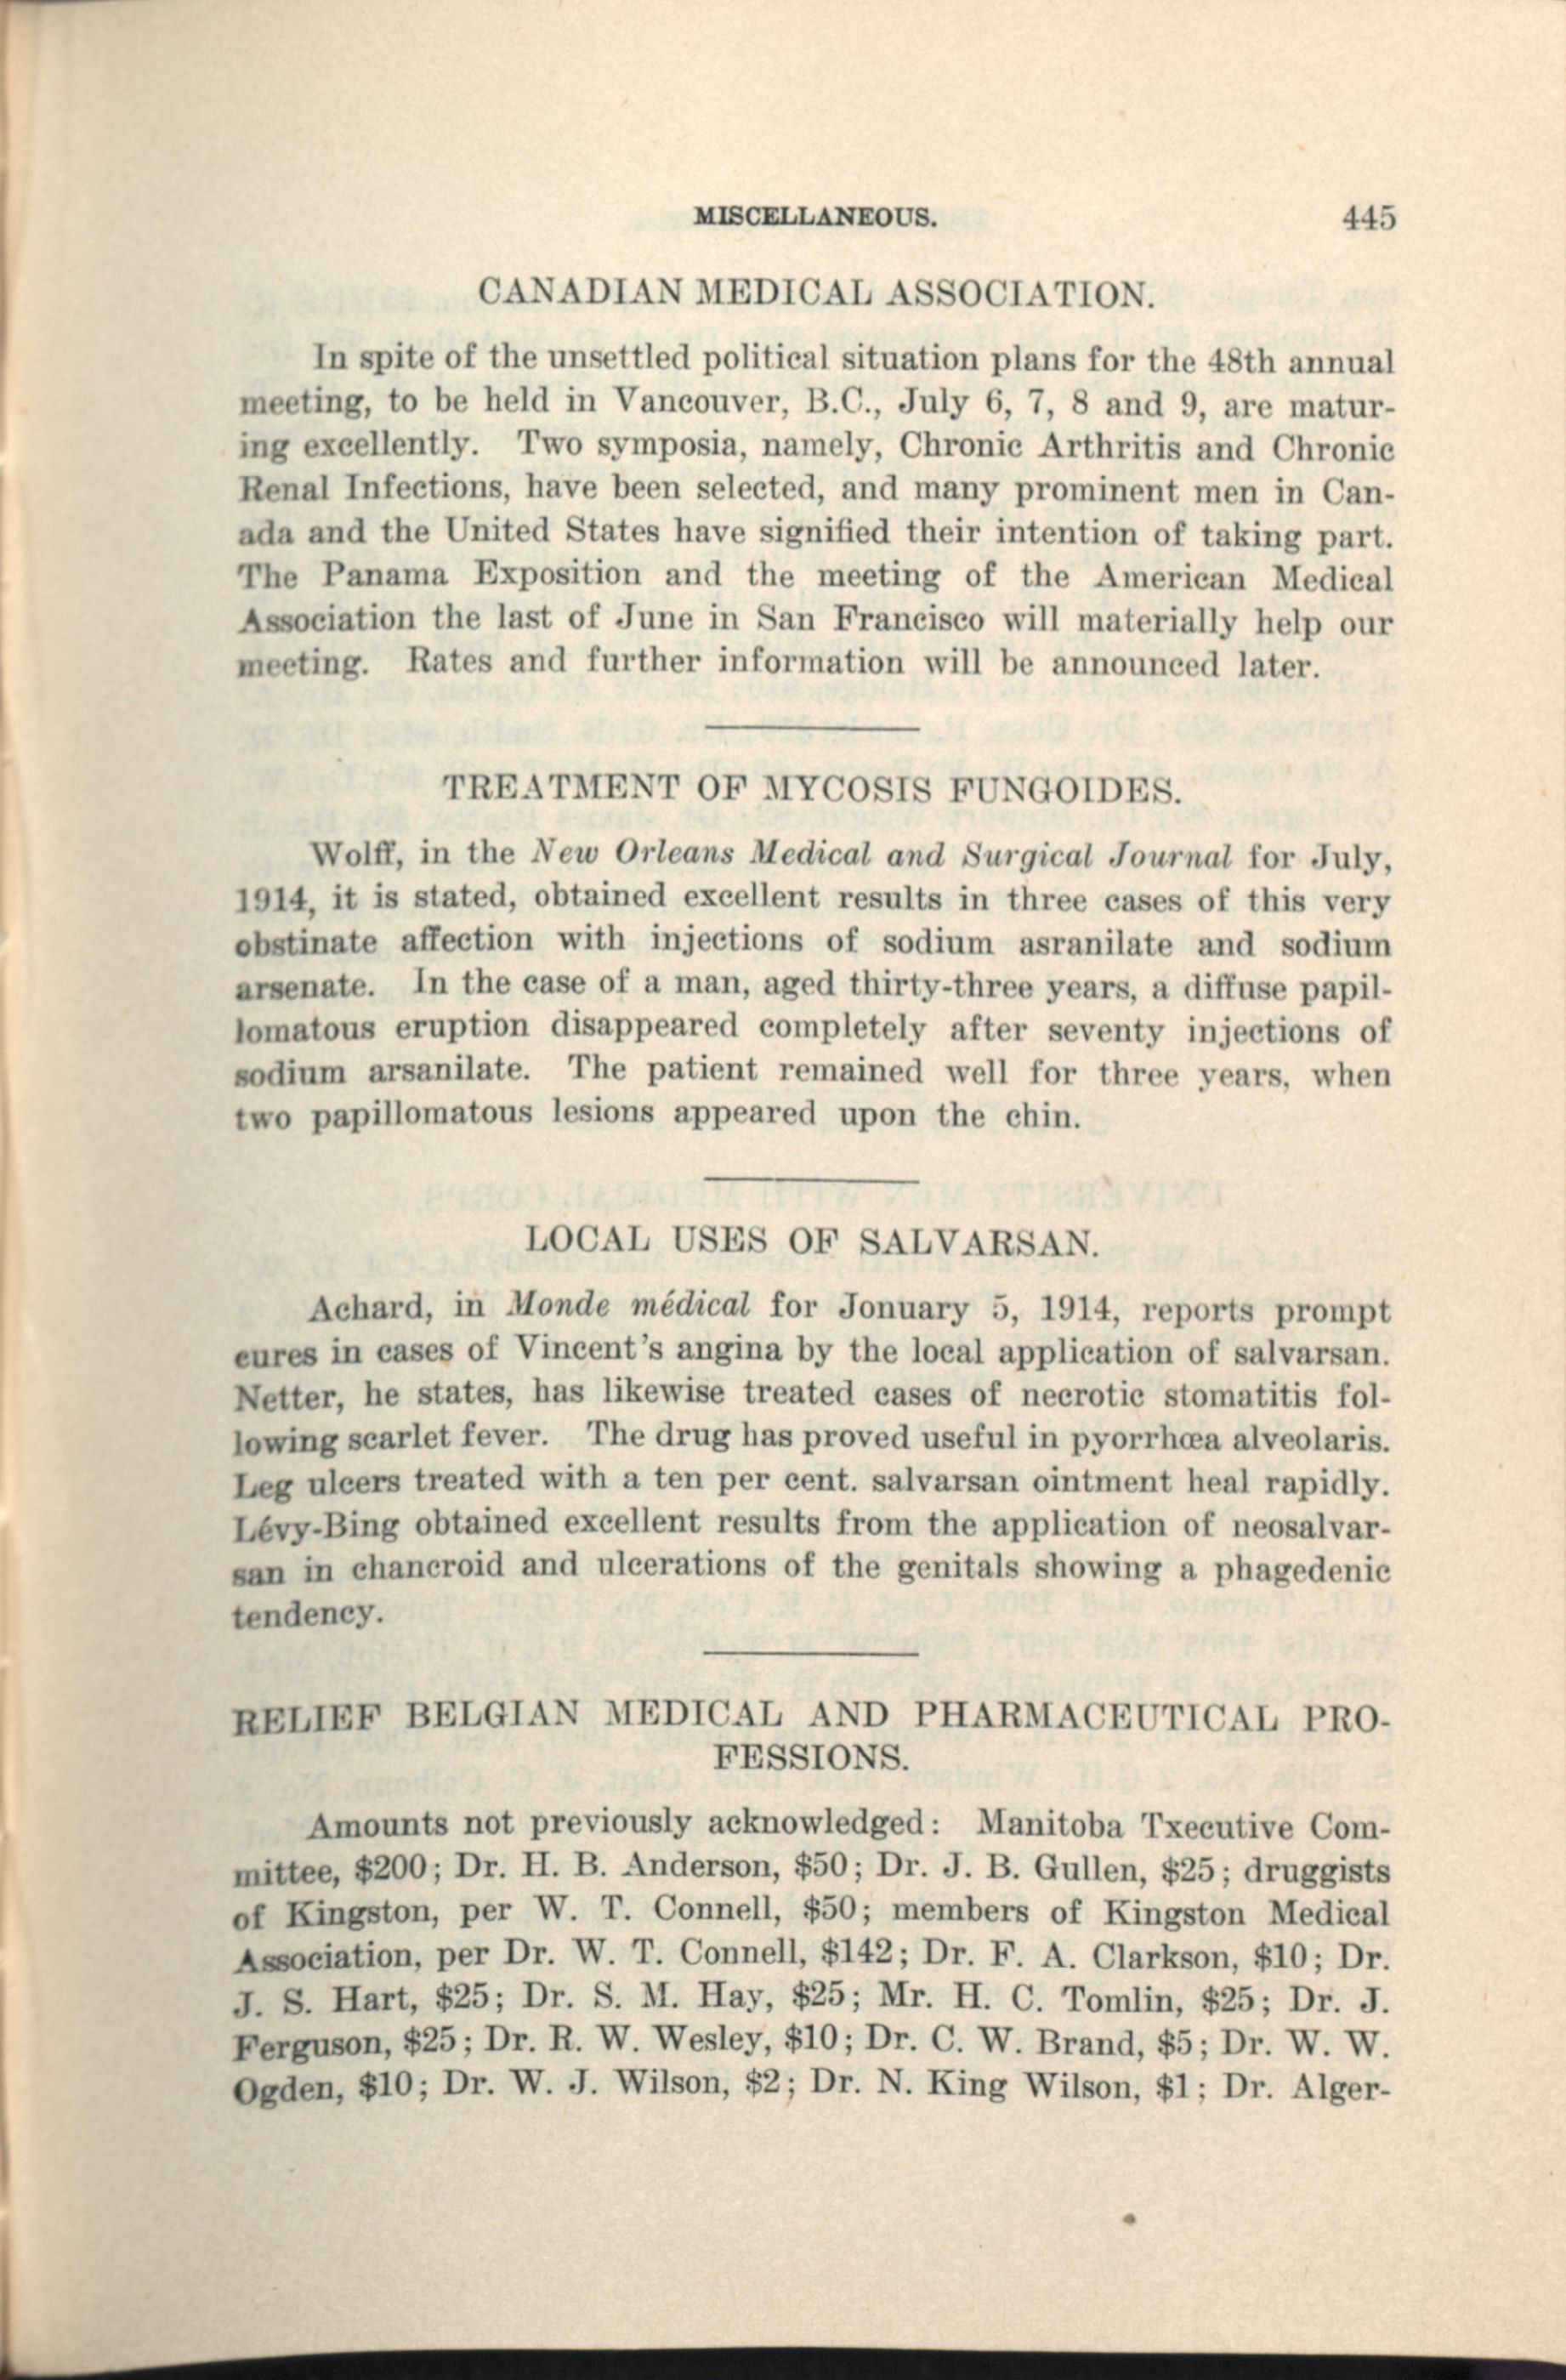 MISCELLANEOUS. 445
CANADIAN MEDICAL ASSOCIATION.
In spite of the unsettled political situation plans for the 48th annual
meeting, to be held in Vancouver, B.C., July 6, 7, 8 and 9, are matur-
ing excellently. Two symposia, namely, Chronic Arthritis and Chronic
Renal Infections, have been selected, and many prominent men in Can-
ada and the United States have signified their intention of taking part.
The Panama Exposition and the meeting of the American Medical
Association the last of June in San Francisco will materially help our
meeting. Rates and further information will be announced later.
TREATMENT OF MYCOSIS FUNGOIDES.
Wolff, in the New Orleans Medical and Surgical Journal for July,
1914, it is stated, obtained excellent results in three cases of this very
obstinate affection with injections of sodium asranilate and sodium
arsenate. In the case of a man, aged thirty-three years, a diffuse papil-
lomatous eruption disappeared completely after seventy injections of
sodium arsanilate. The patient remained well for three years, when
two papillomatous lesions appeared upon the chin.
LOCAL USES OF SALVARSAN.
Achard, in Monde médical for Jonuary 5, 1914, reports prompt
cures in cases of Vincent's angina by the local application of salvarsan.
Netter, he states, has likewise treated cases of necrotic stomatitis fol-
lowing scarlet fever. The drug has proved useful in pyorrhœa alveolaris.
Leg ulcers treated with a ten per cent. salvarsan ointment heal rapidly.
Lévy-Bing obtained excellent results from the application of neosalvar-
san in chancroid and ulcerations of the genitals showing a phagedenic
tendency.
RELIEF BELGIAN MEDICAL AND PHARMACEUTICAL PRO-
FESSIONS.
Amounts not previously acknowledged: Manitoba Txecutive Com-
mittee, $200; Dr. H. B. Anderson, $50; Dr. J. B. Gullen, $25; druggists
of Kingston, per W. T. Connell, $50; members of Kingston Medical
Association, per Dr. W. T. Connell, $142; Dr. F. A. Clarkson, $10; Dr.
J. S. Hart, $25; Dr. S. M. Hay, $25; Mr. H. C. Tomlin, $25; Dr. J.
Ferguson, $25; Dr. R. W. Wesley, $10; Dr. C. W. Brand, $5; Dr. W. W.
Ogden, $10; Dr. W. J. Wilson, $2; Dr. N. King Wilson, $1; Dr. Alger-